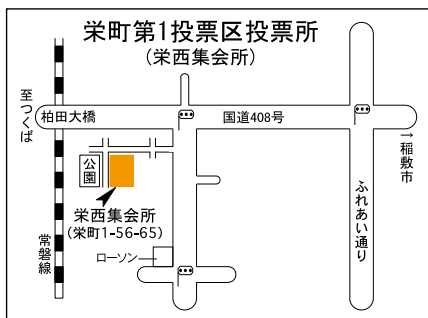 栄町第1投票区投票所
(栄西集会所)
至つくば
柏田大橋
国道408号
→稲敷市
公園
栄西集会所
(栄町1-56-65)
ふれあい通り
常磐線
ローソン